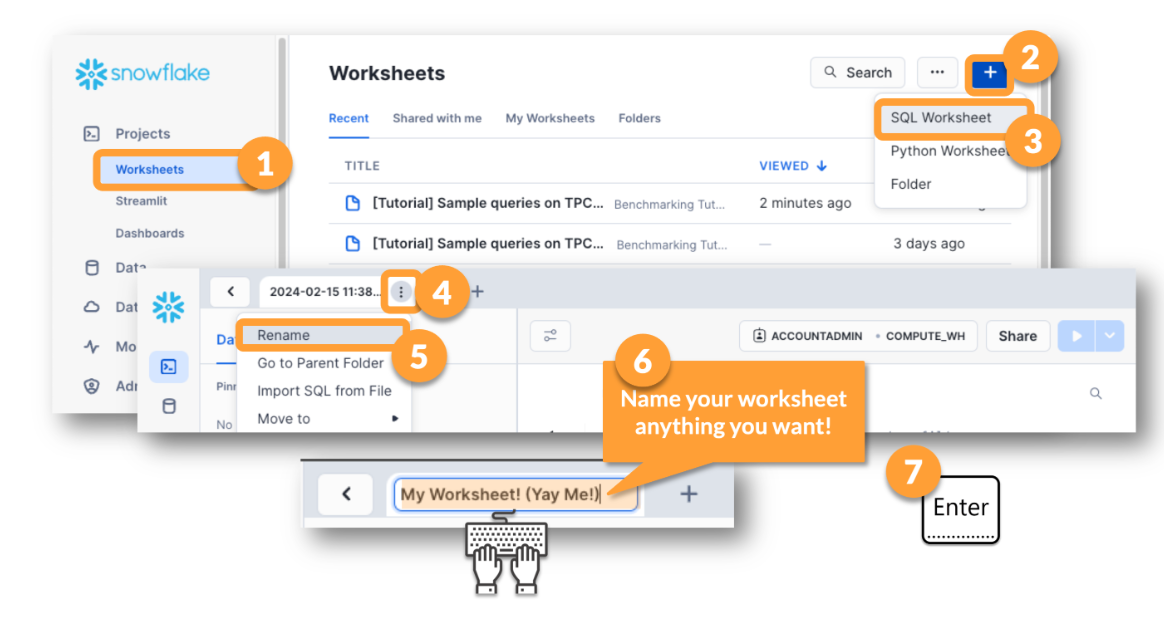 snowflake
Projects
Worksheets
Streamlit
Dashboards
Data
Dat
Mo
Adr
1
Worksheets
Search
...
+
2
Recent Shared with me My Worksheets Folders
SQL Worksheet
3
Python Worksheet
Folder
TITLE VIEWED ↓
[Tutorial] Sample queries on TPC... Benchmarking Tut... 2 minutes ago
[Tutorial] Sample queries on TPC... Benchmarking Tut... — 3 days ago
2024-02-15 11:38...
4
+
Da
Rename
5
Go to Parent Folder
Pinn
Import SQL from File
No
Move to
ACCOUNTADMIN • COMPUTE_WH Share
6
Name your worksheet
anything you want!
My Worksheet! (Yay Me!)
+
7
Enter